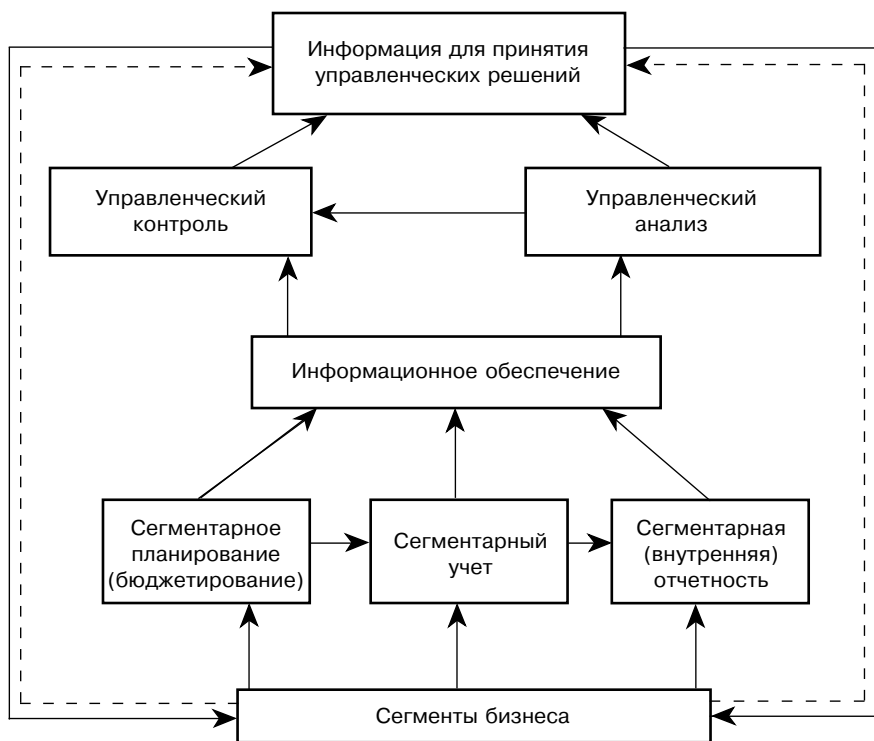 Информация для принятия
управленческих решений
Управленческий
контроль
Управленческий
анализ
Информационное обеспечение
Сегментарное
планирование
(бюджетирование)
Сегментарный
учет
Сегментарная
(внутренняя)
отчетность
Сегменты бизнеса